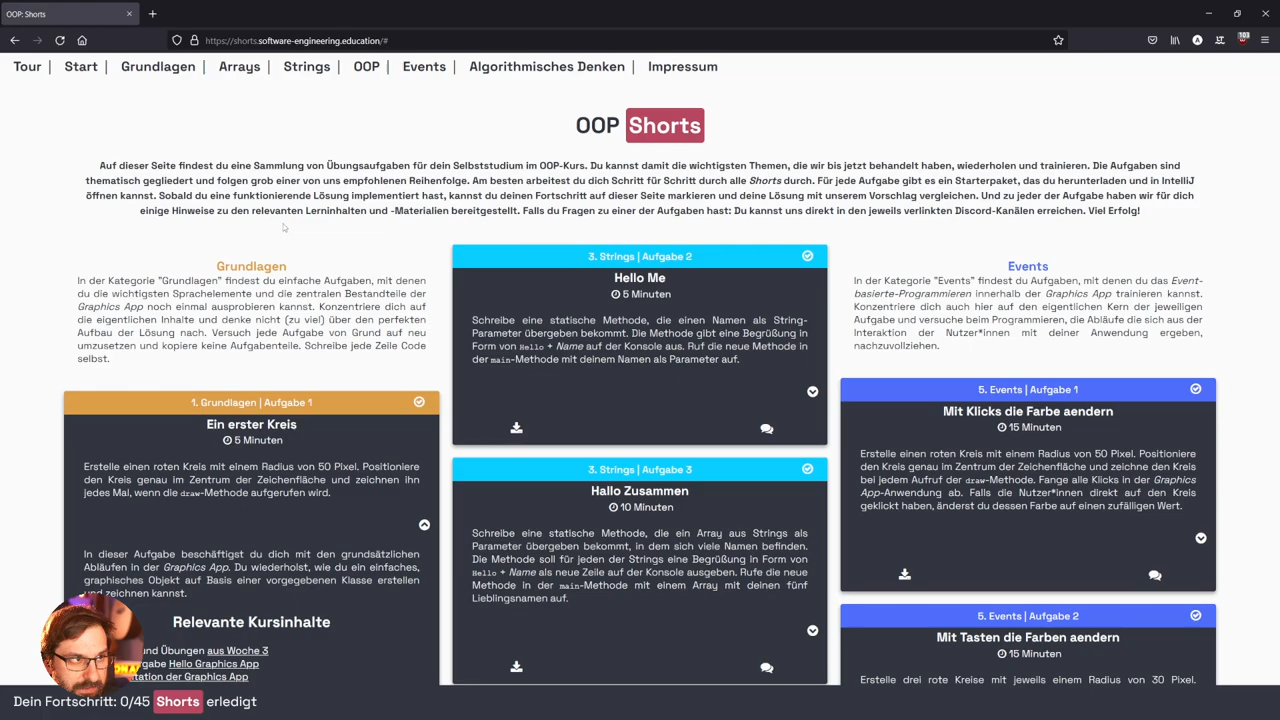 OOP: Shorts
https://shorts.software-engineering.education/#
103
Tour | Start | Grundlagen | Arrays | Strings | OOP | Events | Algorithmisches Denken | Impressum
OOP Shorts
Auf dieser Seite findest du eine Sammlung von Übungsaufgaben für dein Selbststudium im OOP-Kurs. Du kannst damit die wichtigsten Themen, die wir bis jetzt behandelt haben, wiederholen und trainieren. Die Aufgaben sind
thematisch gegliedert und folgen grob einer von uns empfohlenen Reihenfolge. Am besten arbeitest du dich Schritt für Schritt durch alle Shorts durch. Für jede Aufgabe gibt es ein Starterpaket, das du herunterladen und in IntelliJ
öffnen kannst. Sobald du eine funktionierende Lösung implementiert hast, kannst du deinen Fortschritt auf dieser Seite markieren und deine Lösung mit unserem Vorschlag vergleichen. Und zu jeder der Aufgabe haben wir für dich
einige Hinweise zu den relevanten Lerninhalten und -Materialien bereitgestellt. Falls du Fragen zu einer der Aufgaben hast: Du kannst uns direkt in den jeweils verlinkten Discord-Kanälen erreichen. Viel Erfolg!
Grundlagen
In der Kategorie "Grundlagen" findest du einfache Aufgaben, mit denen
du die wichtigsten Sprachelemente und die zentralen Bestandteile der
Graphics App noch einmal ausprobieren kannst. Konzentriere dich auf
die eigentlichen Inhalte und denke nicht (zu viel) über den perfekten
Aufbau der Lösung nach. Versuch jede Aufgabe von Grund auf neu
umzusetzen und kopiere keine Aufgabenteile. Schreibe jede Zeile Code
selbst.
1. Grundlagen | Aufgabe 1
Ein erster Kreis
5 Minuten
Erstelle einen roten Kreis mit einem Radius von 50 Pixel. Positioniere
den Kreis genau im Zentrum der Zeichenfläche und zeichnen ihn
jedes Mal, wenn die draw-Methode aufgerufen wird.
In dieser Aufgabe beschäftigst du dich mit den grundsätzlichen
Abläufen in der Graphics App. Du wiederholst, wie du ein einfaches,
graphisches Objekt auf Basis einer vorgegebenen Klasse erstellen
und zeichnen kannst.
Relevante Kursinhalte
und Übungen aus Woche 3
Hello Graphics App
der Graphics App
3. Strings | Aufgabe 2
Hello Me
5 Minuten
Schreibe eine statische Methode, die einen Namen als String-
Parameter übergeben bekommt. Die Methode gibt eine Begrüßung in
Form von Hello + Name auf der Konsole aus. Ruf die neue Methode in
der main-Methode mit deinem Namen als Parameter auf.
3. Strings | Aufgabe 3
Hallo Zusammen
10 Minuten
Schreibe eine statische Methode, die ein Array aus Strings als
Parameter übergeben bekommt, in dem sich viele Namen befinden.
Die Methode soll für jeden der Strings eine Begrüßung in Form von
Hello + Name als neue Zeile auf der Konsole ausgeben. Rufe die neue
Methode in der main-Methode mit einem Array mit deinen fünf
Lieblingsnamen auf.
Events
In der Kategorie "Events" findest du Aufgaben, mit denen du das Event-
basierte-Programmieren innerhalb der Graphics App trainieren kannst.
Konzentriere dich auch hier auf den eigentlichen Kern der jeweiligen
Aufgabe und versuche beim Programmieren, die Abläufe die sich aus der
Interaktion der Nutzer*innen mit deiner Anwendung ergeben,
nachzuvollziehen.
5. Events | Aufgabe 1
Mit Klicks die Farbe aendern
15 Minuten
Erstelle einen roten Kreis mit einem Radius von 50 Pixel. Positioniere
den Kreis genau im Zentrum der Zeichenfläche und zeichne den Kreis
bei jedem Aufruf der draw-Methode. Fange alle Klicks in der Graphics
App-Anwendung ab. Falls die Nutzer*innen direkt auf den Kreis
geklickt haben, änderst du dessen Farbe auf einen zufälligen Wert.
5. Events | Aufgabe 2
Mit Tasten die Farben aendern
15 Minuten
Erstelle drei rote Kreise mit jeweils einem Radius von 30 Pixel.
Dein Fortschritt: 0/45 Shorts erledigt